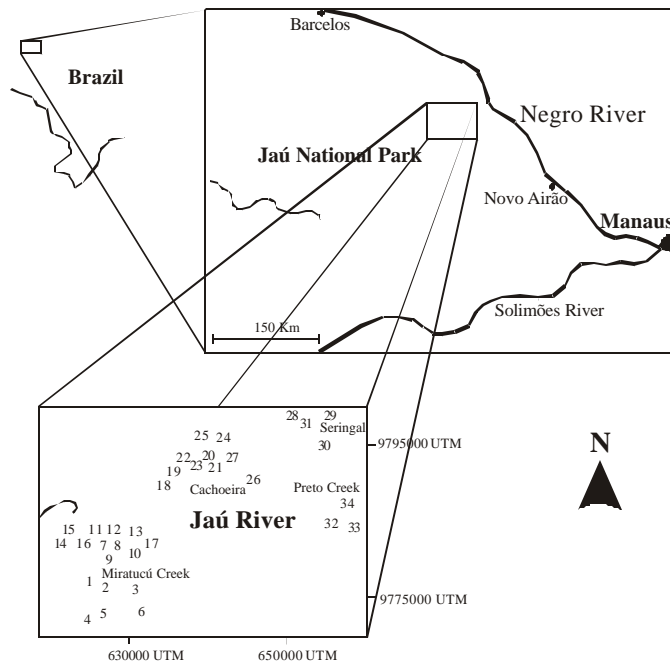 Barcelos
Brazil
Negro River
Jaú National Park
Novo Airão
Manaus
Solimões River
150 Km
28 29
31 Seringal
25 24 30 9795000 UTM
22 20 27
23 21
19
18 Cachoeira 26 Preto Creek
N
34
Jaú River
32 33
15 11 12 13
14 16 7 8 17
10
9
Miratucú Creek
1 2 3
9775000 UTM
4 5 6
630000 UTM 650000 UTM